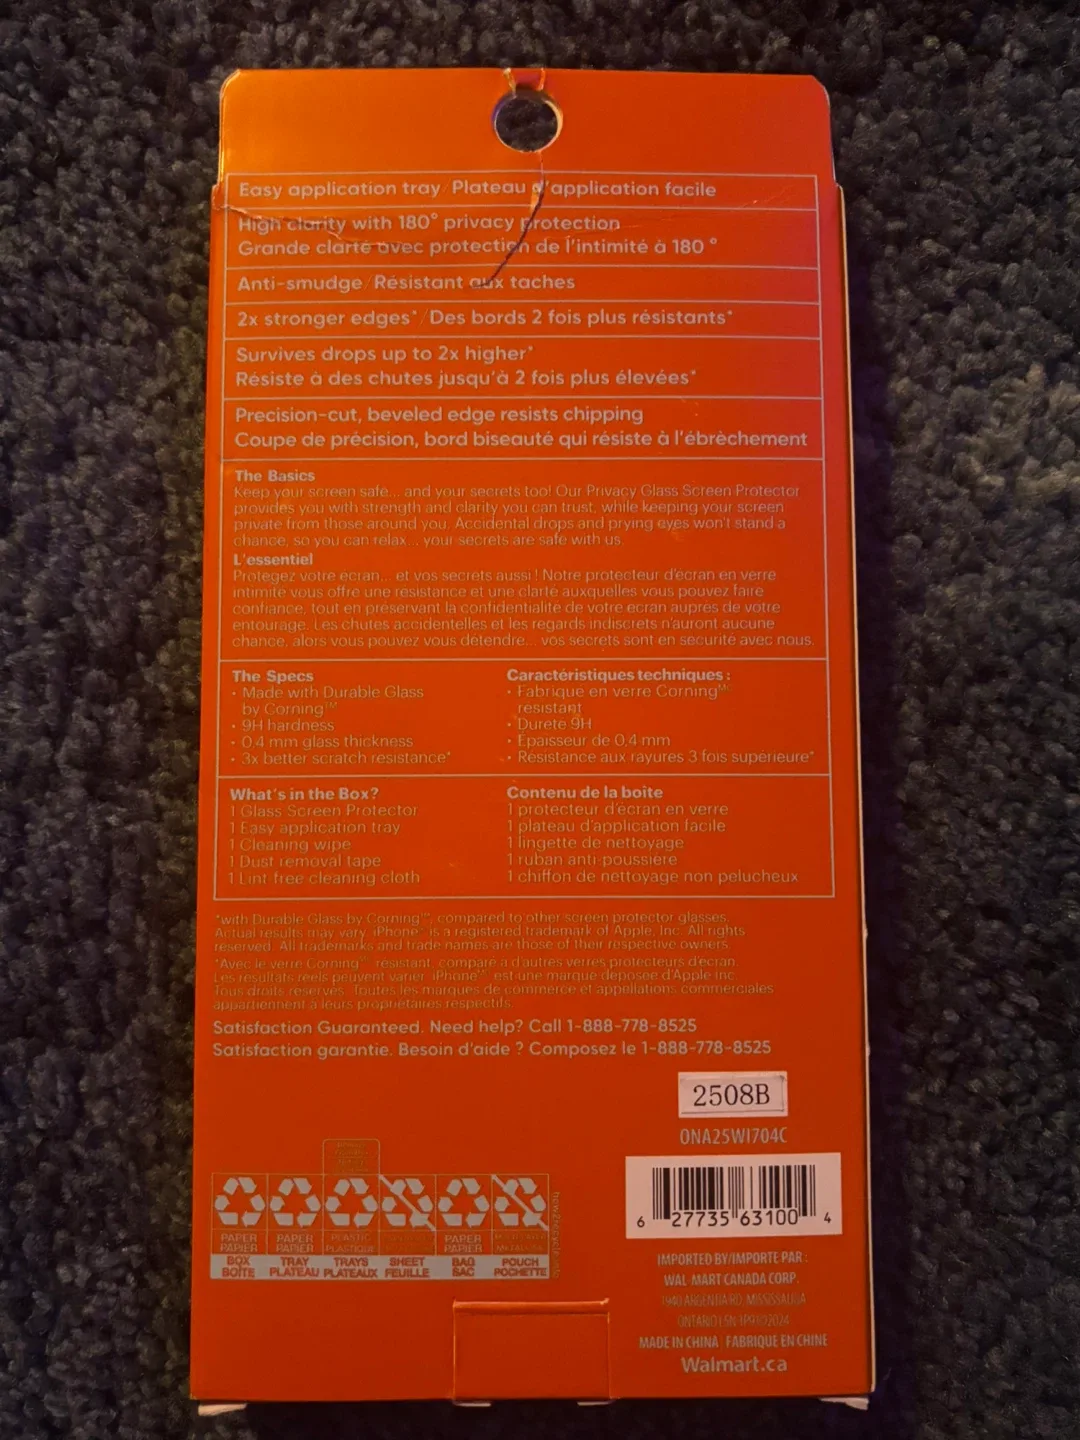 Easy application tray/Plateau d'application facile
High clarity with 180° privacy protection
Grande clarté avec protection de l'intimité à 180 °
Anti-smudge/Résistant aux taches
2x stronger edges*/Des bords 2 fois plus résistants*
Survives drops up to 2x higher*
Résiste à des chutes jusqu'à 2 fois plus élevées*
Precision-cut, beveled edge resists chipping
Coupe de précision, bord biseauté qui résiste à l'ébrèchement
The Basics
Keep your screen safe... and your secrets too! Our Privacy Glass Screen Protector
provides you with strength and clarity you can trust, while keeping your screen
private from those around you. Accidental drops and prying eyes won't stand a
chance, so you can relax... your secrets are safe with us.
L'essentiel
Protégez votre écran... et vos secrets aussi ! Notre protecteur d'écran en verre
intimité vous offre une résistance et une clarté auxquelles vous pouvez faire
confiance, tout en préservant la confidentialité de votre écran auprès de votre
entourage. Les chutes accidentelles et les regards indiscrets n'auront aucune
chance, alors vous pouvez vous détendre... vos secrets sont en sécurité avec nous.
The Specs
• Made with Durable Glass
by Corning™
• 9H hardness
• 0,4 mm glass thickness
• 3x better scratch resistance*
Caractéristiques techniques :
• Fabriqué en verre Corning MC
résistant
• Dureté 9H
• Épaisseur de 0,4 mm
• Résistance aux rayures 3 fois supérieure*
What's in the Box?
1 Glass Screen Protector
1 Easy application tray
1 Cleaning wipe
1 Dust removal tape
1 Lint free cleaning cloth
Contenu de la boîte
1 protecteur d'écran en verre
1 plateau d'application facile
1 lingette de nettoyage
1 ruban anti-poussière
1 chiffon de nettoyage non pelucheux
*with Durable Glass by Corning™, compared to other screen protector glasses.
Actual results may vary. iPhone® is a registered trademark of Apple, Inc. All rights
reserved. All trademarks and trade names are those of their respective owners.
*Avec le verre Corning MC résistant, comparé à d'autres verres protecteurs d'écran.
Les résultats réels peuvent varier. iPhone est une marque déposée d'Apple inc.
Tous droits réservés. Toutes les marques de commerce et appellations commerciales
appartiennent à leurs propriétaires respectifs.
Satisfaction Guaranteed. Need help? Call 1-888-778-8525
Satisfaction garantie. Besoin d'aide ? Composez le 1-888-778-8525
2508B
ONA25WI704C
6 27735 63100 4
PAPER PAPER PLASTIC PAPER
PAPIER PAPIER PLASTIQUE PAPIER
BOX TRAY TRAYS SHEET BAG POUCH
BOÎTE PLATEAU PLATEAUX FEUILLE SAC POCHETTE
how2recycle.info
IMPORTED BY/IMPORTÉ PAR :
WAL-MART CANADA CORP.
1940 ARGENTIA RD, MISSISSAUGA
ONTARIO L5N 1P9 © 2024
MADE IN CHINA / FABRIQUÉ EN CHINE
Walmart.ca